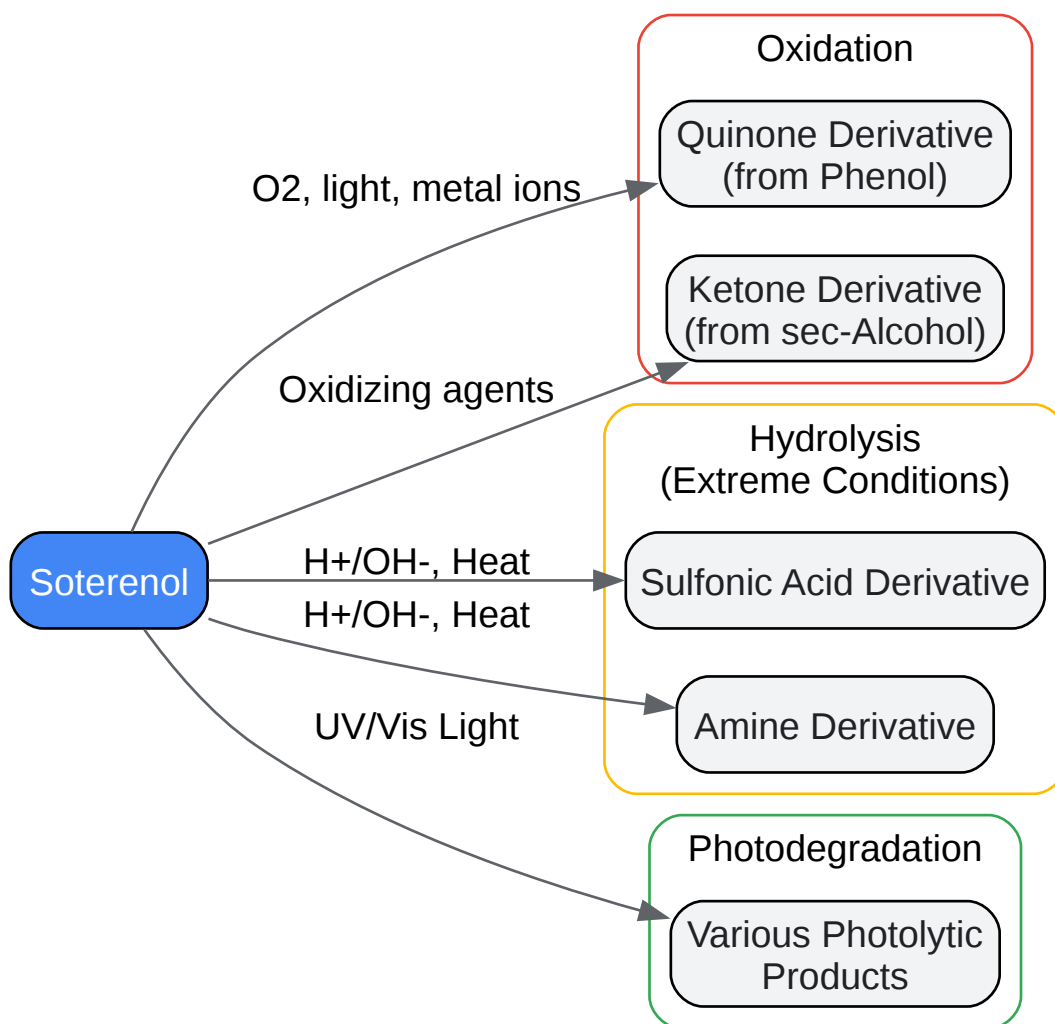 Oxidation
Quinone Derivative
(from Phenol)
O2, light, metal ions
Ketone Derivative
(from sec-Alcohol)
Oxidizing agents
Hydrolysis
(Extreme Conditions)
Soterenol
H+/OH-, Heat
Sulfonic Acid Derivative
H+/OH-, Heat
Amine Derivative
UV/Vis Light
Photodegradation
Various Photolytic
Products